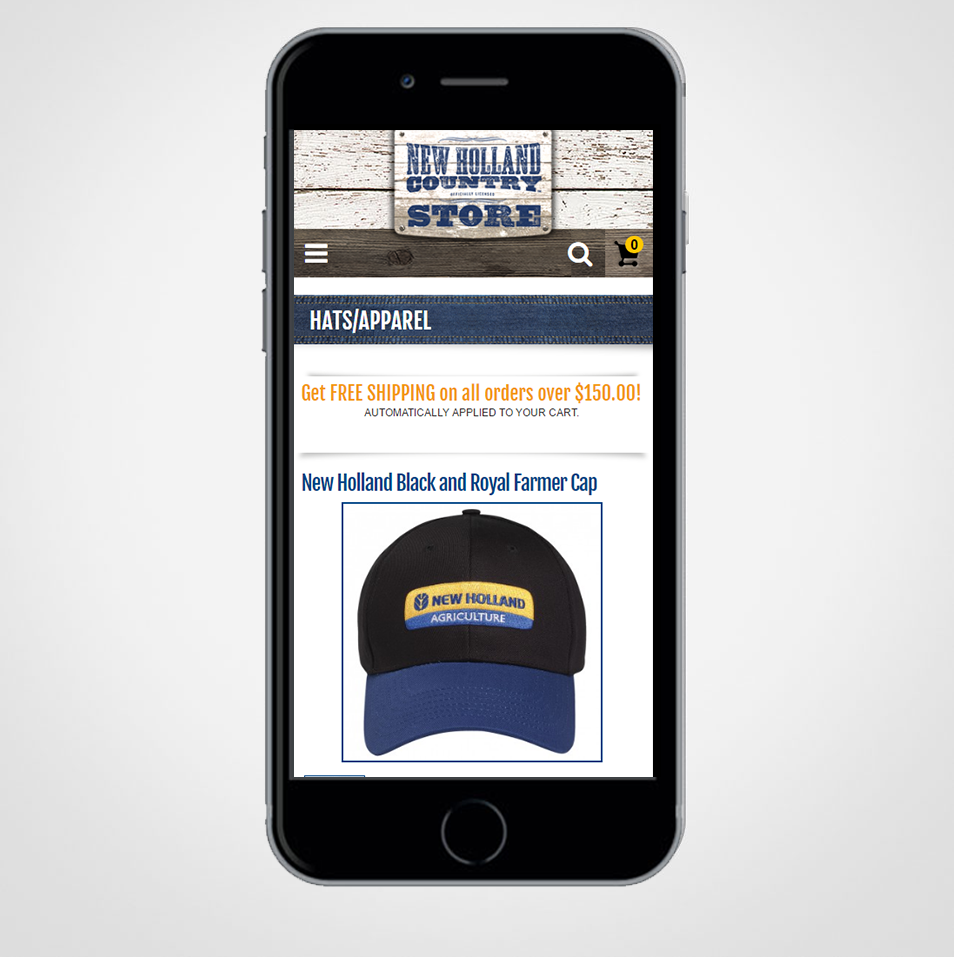 NEW HOLLAND
COUNTRY
OFFICIALLY LICENSED
STORE
0
HATS/APPAREL
Get FREE SHIPPING on all orders over $150.00!
AUTOMATICALLY APPLIED TO YOUR CART.
New Holland Black and Royal Farmer Cap
NEW HOLLAND
AGRICULTURE